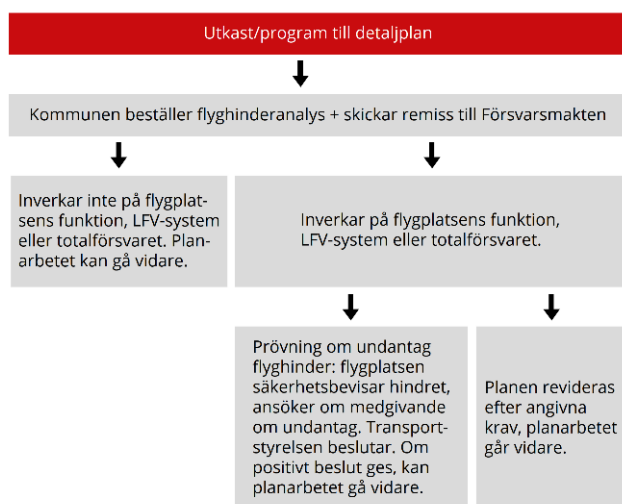 Utkast/program till detaljplan
Kommunen beställer flyghinderanalys + skickar remiss till Försvarsmakten
Inverkar inte på flygplat-
sens funktion, LFV-system
eller totalförsvaret. Plan-
arbetet kan gå vidare.
Inverkar på flygplatsens funktion,
LFV-system eller totalförsvaret.
Prövning om undantag
flyghinder: flygplatsen
säkerhetsbevisar hindret,
ansöker om medgivande
om undantag. Transport-
styrelsen beslutar. Om
positivt beslut ges, kan
planarbetet gå vidare.
Planen revideras
efter angivna
krav, planarbetet
går vidare.